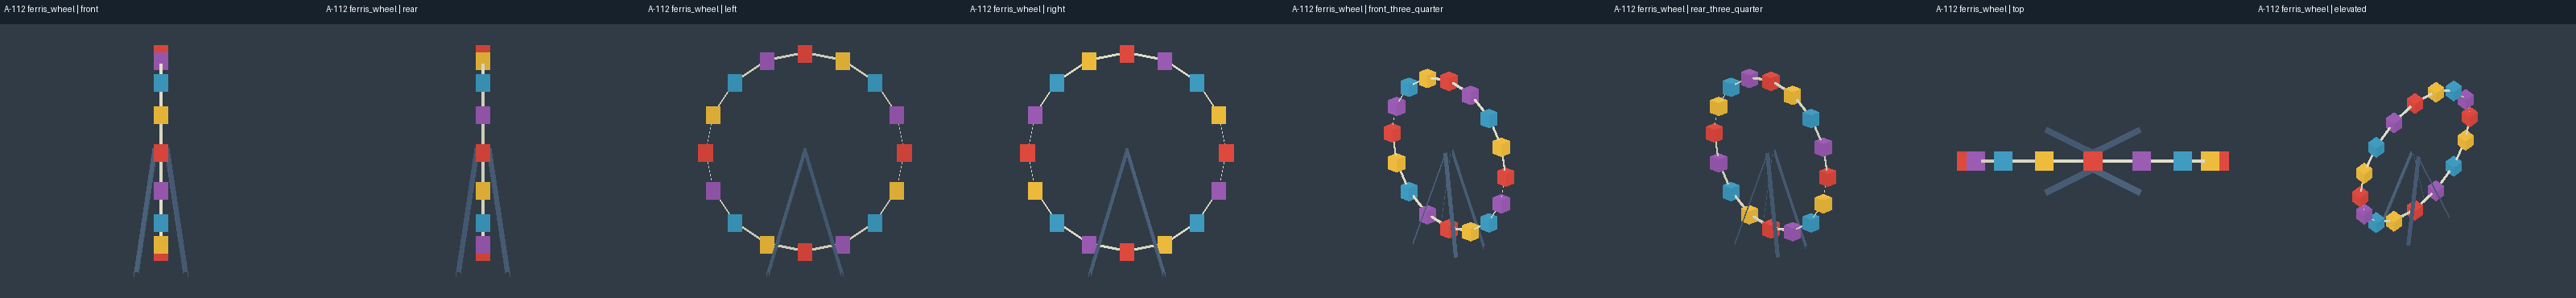 A-112 ferris_wheel | front
A-112 ferris_wheel | rear
A-112 ferris_wheel | left
A-112 ferris_wheel | right
A-112 ferris_wheel | front_three_quarter
A-112 ferris_wheel | rear_three_quarter
A-112 ferris_wheel | top
A-112 ferris_wheel | elevated